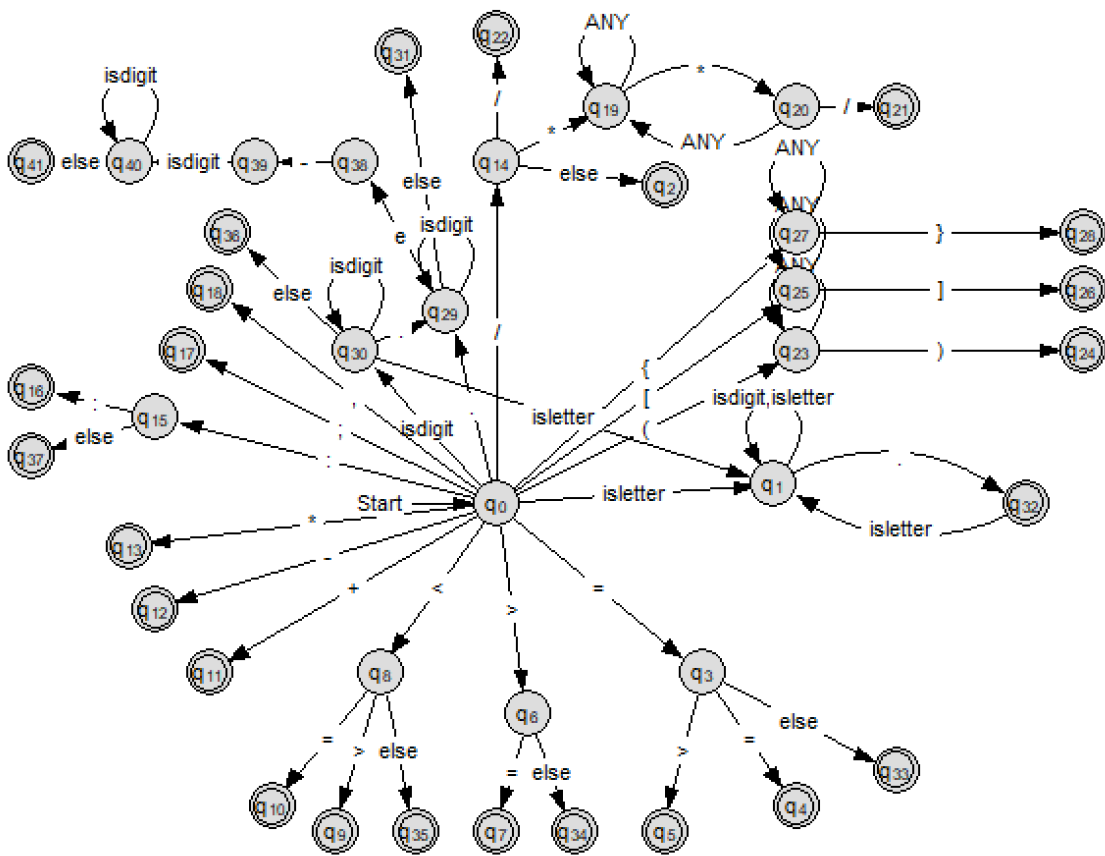 q22
ANY
q31
isdigit
/
*
q19
*
q20
/
q21
ANY
ANY
q41
else
q40
isdigit
q39
-
q38
q14
else
else
q2
e
isdigit
ANY
q27
}
q28
q36
isdigit
ANY
q18
else
q25
]
q26
q29
.
/
q17
q30
q23
)
q24
{
q16
:
q15
,
isletter
[
isdigit,isletter
else
;
isdigit
(
q37
:
.
q1
.
Start
q0
isletter
q32
*
isletter
q13
-
q12
+
<
>
=
q11
q8
q3
q6
else
=
>
else
>
=
q33
=
else
q10
q9
q35
q7
q34
q5
q4